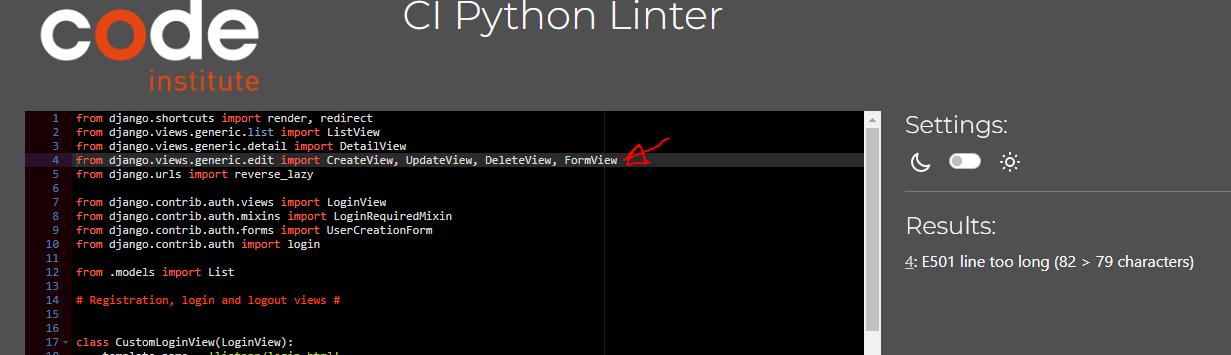 code
institute
CI Python Linter
1 from django.shortcuts import render, redirect
2 from django.views.generic.list import ListView
3 from django.views.generic.detail import DetailView
4 from django.views.generic.edit import CreateView, UpdateView, DeleteView, FormView
5 from django.urls import reverse_lazy
6
7 from django.contrib.auth.views import LoginView
8 from django.contrib.auth.mixins import LoginRequiredMixin
9 from django.contrib.auth.forms import UserCreationForm
10 from django.contrib.auth import login
11
12 from .models import List
13
14 # Registration, login and logout views #
15
16
17 class CustomLoginView(LoginView):
Settings:
Results:
4: E501 line too long (82 > 79 characters)